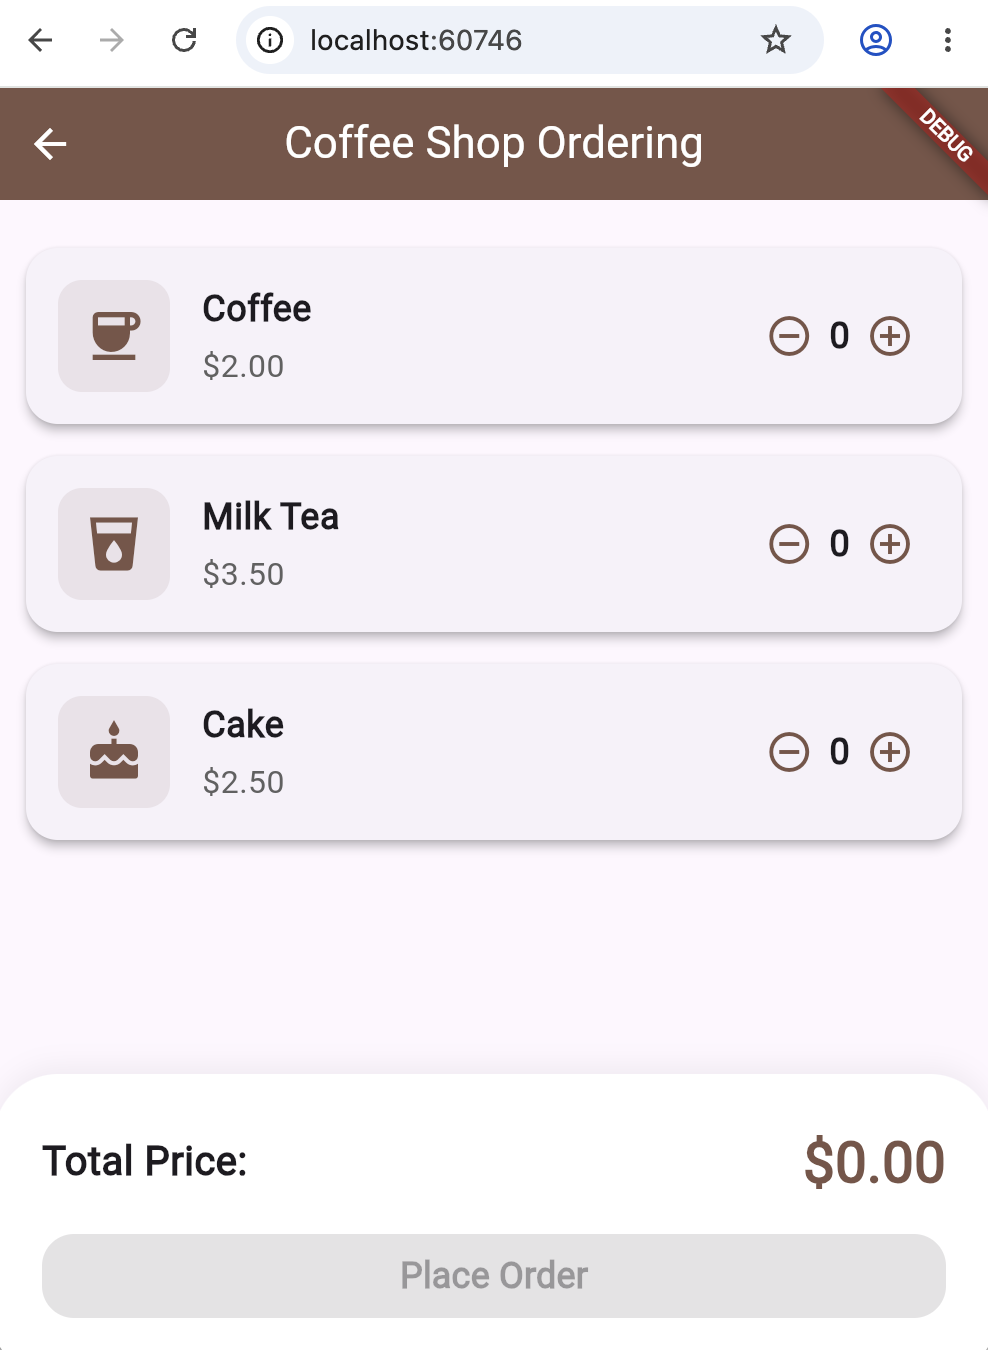 localhost:60746
Coffee Shop Ordering
DEBUG
Coffee
$2.00
0
Milk Tea
$3.50
0
Cake
$2.50
0
Total Price:
$0.00
Place Order